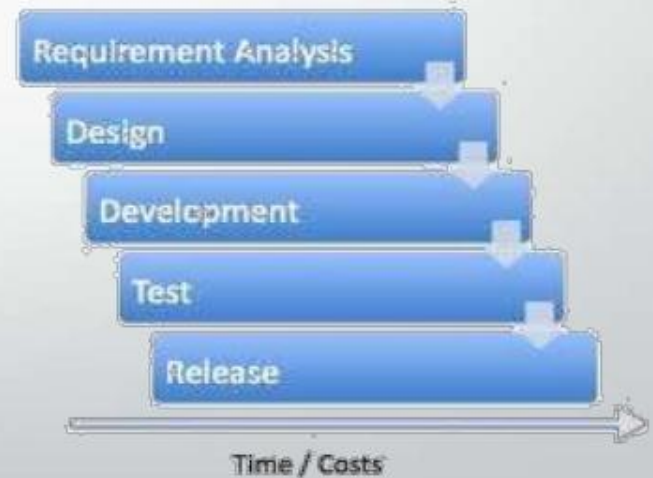 Requirement Analysis
Design
Development
Test
Release
Time / Costs